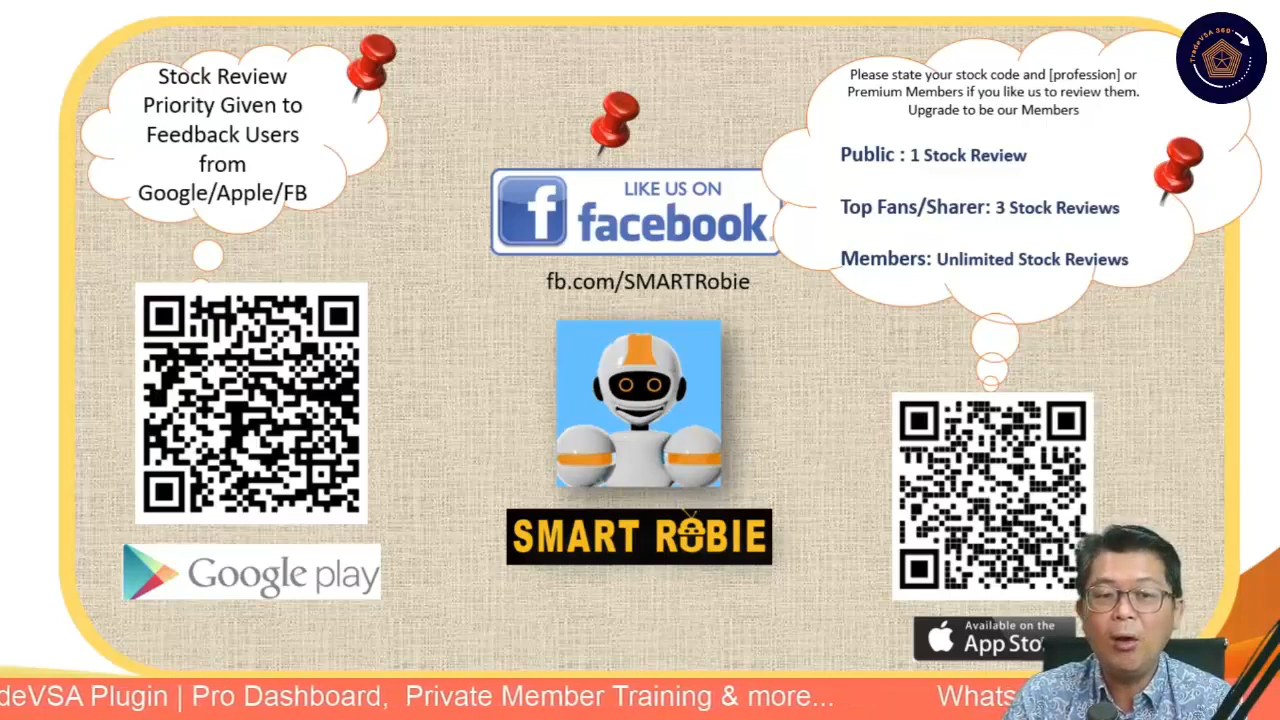 Stock Review
Priority Given to
Feedback Users
from
Google/Apple/FB
LIKE US ON
facebook
fb.com/SMARTRobie
SMART ROBIE
Google play
Please state your stock code and [profession] or
Premium Members if you like us to review them.
Upgrade to be our Members
Public : 1 Stock Review
Top Fans/Sharer: 3 Stock Reviews
Members: Unlimited Stock Reviews
TradeVSA 360°
Available on the
App Sto
deVSA Plugin | Pro Dashboard, Private Member Training & more... Whats